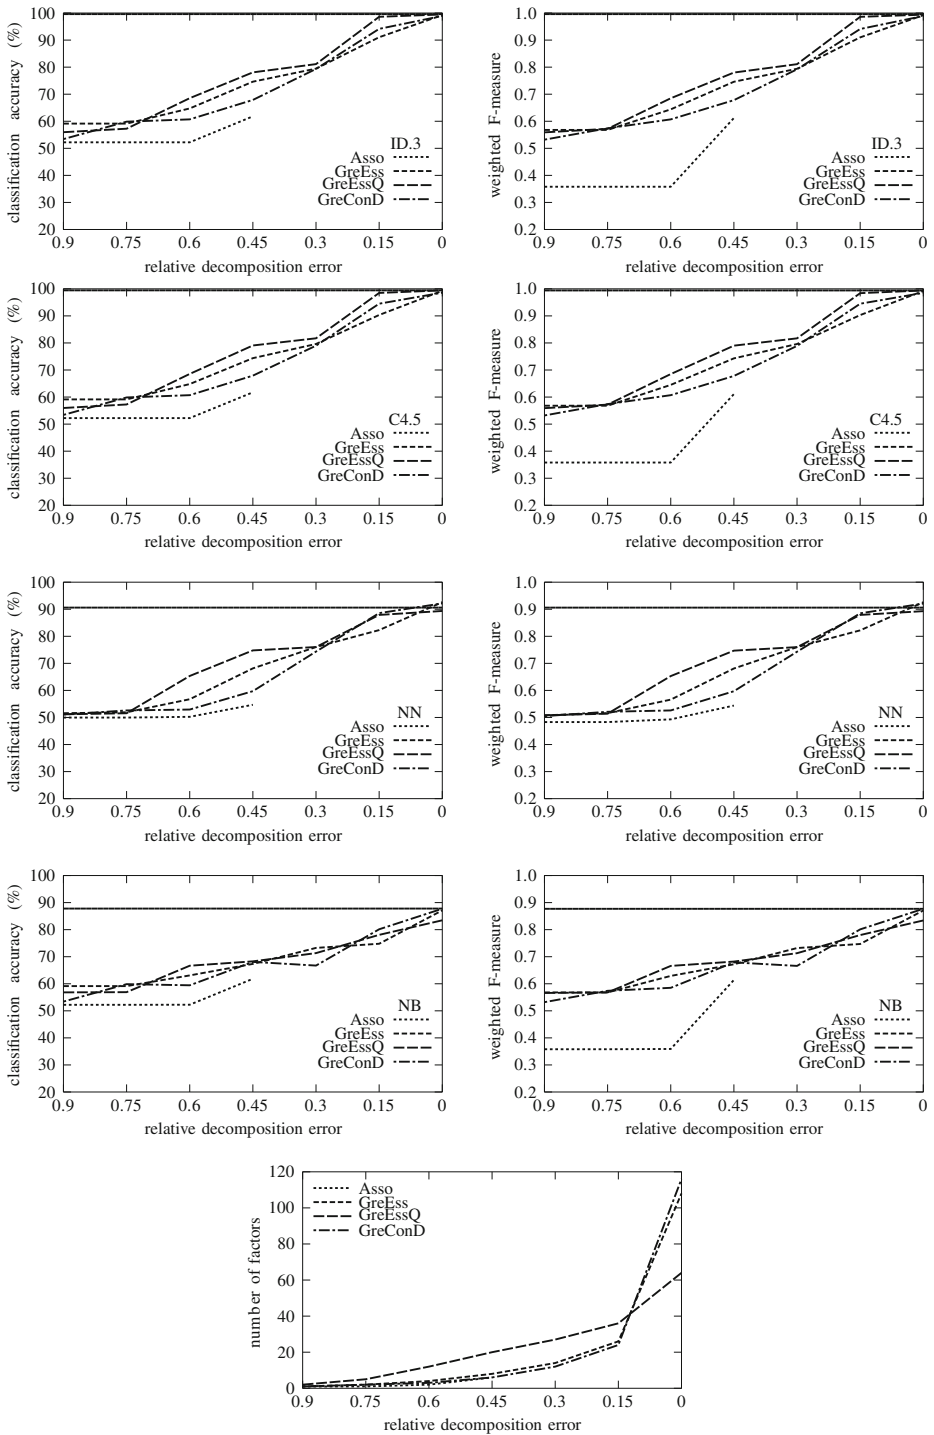 classification accuracy (%)
100
90
80
70
60
50
40
30
20
ID.3
Asso
GreEss
GreEssQ
GreConD
0.9 0.75 0.6 0.45 0.3 0.15 0
relative decomposition error
weighted F-measure
1.0
0.9
0.8
0.7
0.6
0.5
0.4
0.3
0.2
ID.3
Asso
GreEss
GreEssQ
GreConD
0.9 0.75 0.6 0.45 0.3 0.15 0
relative decomposition error
classification accuracy (%)
100
90
80
70
60
50
40
30
20
C4.5
Asso
GreEss
GreEssQ
GreConD
0.9 0.75 0.6 0.45 0.3 0.15 0
relative decomposition error
weighted F-measure
1.0
0.9
0.8
0.7
0.6
0.5
0.4
0.3
0.2
C4.5
Asso
GreEss
GreEssQ
GreConD
0.9 0.75 0.6 0.45 0.3 0.15 0
relative decomposition error
classification accuracy (%)
100
90
80
70
60
50
40
30
20
NN
Asso
GreEss
GreEssQ
GreConD
0.9 0.75 0.6 0.45 0.3 0.15 0
relative decomposition error
weighted F-measure
1.0
0.9
0.8
0.7
0.6
0.5
0.4
0.3
0.2
NN
Asso
GreEss
GreEssQ
GreConD
0.9 0.75 0.6 0.45 0.3 0.15 0
relative decomposition error
classification accuracy (%)
100
90
80
70
60
50
40
30
20
NB
Asso
GreEss
GreEssQ
GreConD
0.9 0.75 0.6 0.45 0.3 0.15 0
relative decomposition error
weighted F-measure
1.0
0.9
0.8
0.7
0.6
0.5
0.4
0.3
0.2
NB
Asso
GreEss
GreEssQ
GreConD
0.9 0.75 0.6 0.45 0.3 0.15 0
relative decomposition error
number of factors
120
100
80
60
40
20
0
Asso
GreEss
GreEssQ
GreConD
0.9 0.75 0.6 0.45 0.3 0.15 0
relative decomposition error